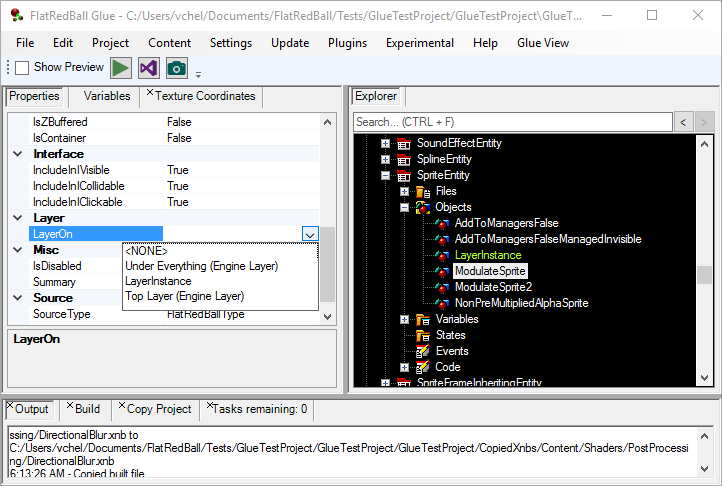 FlatRedBall Glue - C:/Users/vchel/Documents/FlatRedBall/Tests/GlueTestProject/GlueTestProject\GlueT...
File Edit Project Content Settings Update Plugins Experimental Help Glue View
Show Preview
Properties Variables Texture Coordinates
IsZBuffered False
IsContainer False
Interface
IncludeInIVisible True
IncludeInICollidable True
IncludeInIClickable True
Layer
LayerOn
<NONE>
Under Everything (Engine Layer)
LayerInstance
Top Layer (Engine Layer)
Misc
IsDisabled
Summary
Source
SourceType FlatRedBallType
LayerOn
Explorer
Search... (CTRL + F) < >
SoundEffectEntity
SplineEntity
SpriteEntity
Files
Objects
AddToManagersFalse
AddToManagersFalseManagedInvisible
LayerInstance
ModulateSprite
ModulateSprite2
NonPreMultipliedAlphaSprite
Variables
States
Events
Code
SpriteFrameInheritingEntity
Output Build Copy Project Tasks remaining: 0
ssing/DirectionalBlur.xnb to
C:/Users/vchel/Documents/FlatRedBall/Tests/GlueTestProject/GlueTestProject/GlueTestProject/CopiedXnbs/Content/Shaders/PostProcessi
ng/DirectionalBlur.xnb
6:13:26 AM - Copied built file